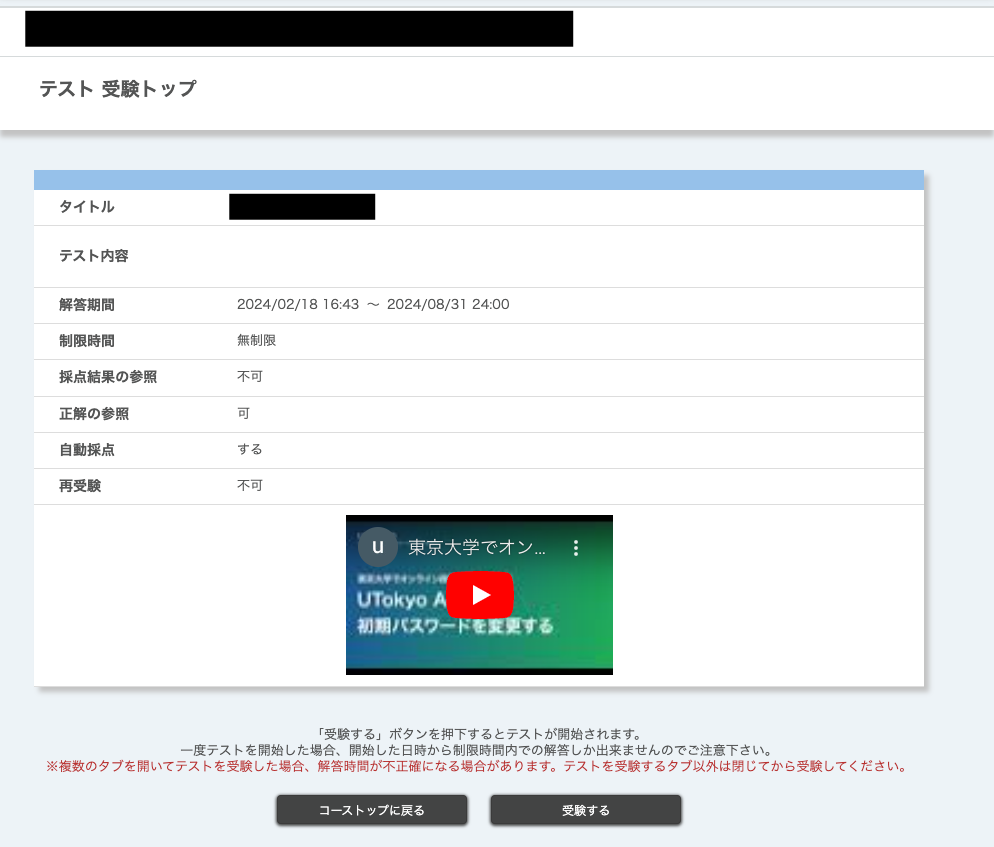 テスト 受験トップ
タイトル
テスト内容
解答期間 2024/02/18 16:43 ～ 2024/08/31 24:00
制限時間 無制限
採点結果の参照 不可
正解の参照 可
自動採点 する
再受験 不可
u 東京大学でオン...
東京大学でオンライン
UTokyo A
初期パスワードを変更する
「受験する」ボタンを押下するとテストが開始されます。
一度テストを開始した場合、開始した日時から制限時間内での解答しか出来ませんのでご注意下さい。
※複数のタブを開いてテストを受験した場合、解答時間が不正確になる場合があります。テストを受験するタブ以外は閉じてから受験してください。
コーストップに戻る 受験する